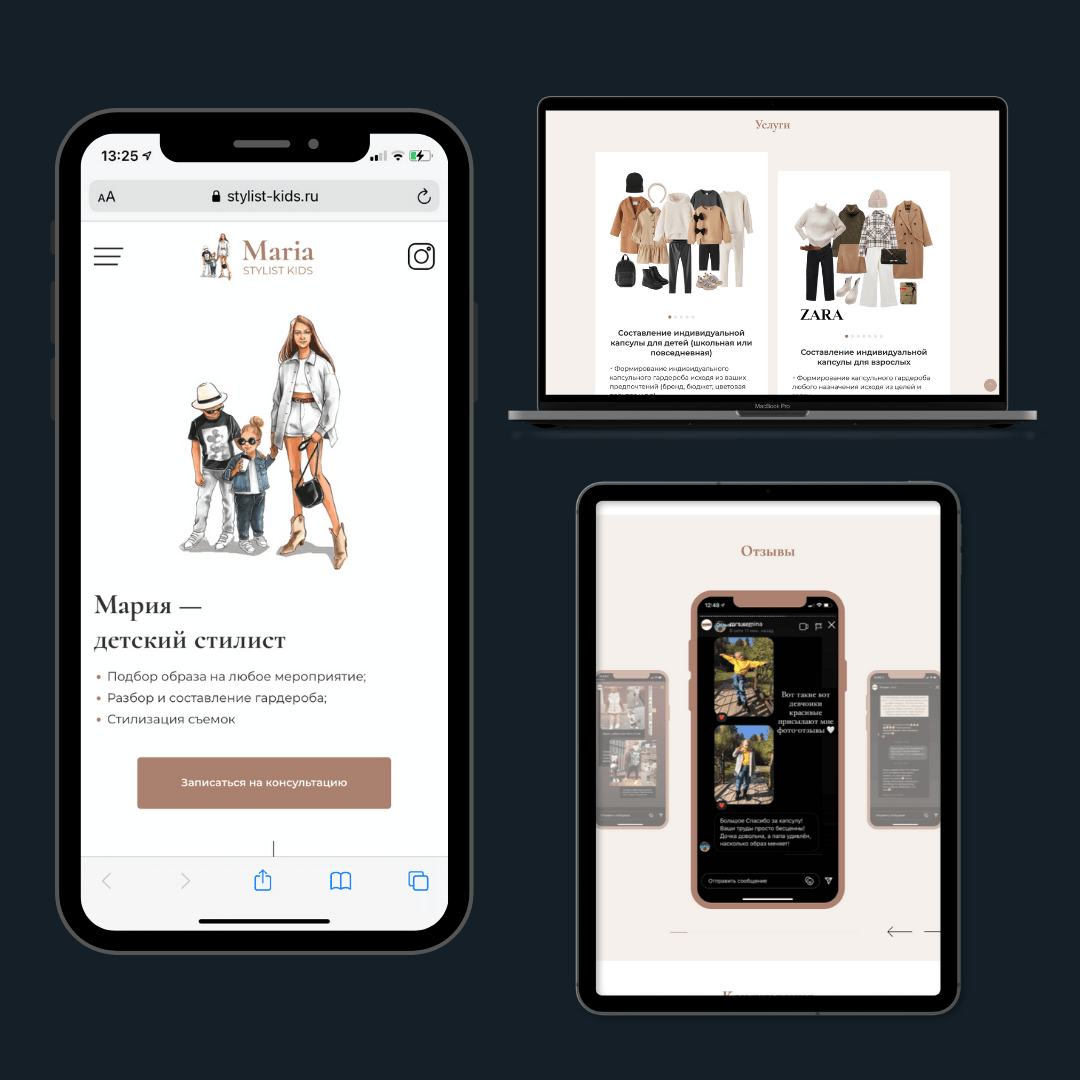 13:25
AA
stylist-kids.ru
Maria
STYLIST KIDS
Мария —
детский стилист
• Подбор образа на любое мероприятие;
• Разбор и составление гардероба;
• Стилизация съемок
Записаться на консультацию
Услуги
Составление индивидуальной
капсулы для детей (школьная или
повседневная)
• Формирование индивидуального
капсульного гардероба исходя из ваших
предпочтений (бренд, бюджет, цветовая
ZARA
Составление индивидуальной
капсулы для взрослых
• Формирование капсульного гардероба
любого назначения исходя из целей и
MacBook Pro
Отзывы
12:48
Вот такие вот
девчонки
красивые
присылают мне
фото-отзывы 🤍
Большое Спасибо за капсулу!
Ваши труды просто бесценны!
Дочка довольна, а папа удивлён,
насколько образ меняет!
Отправить сообщение